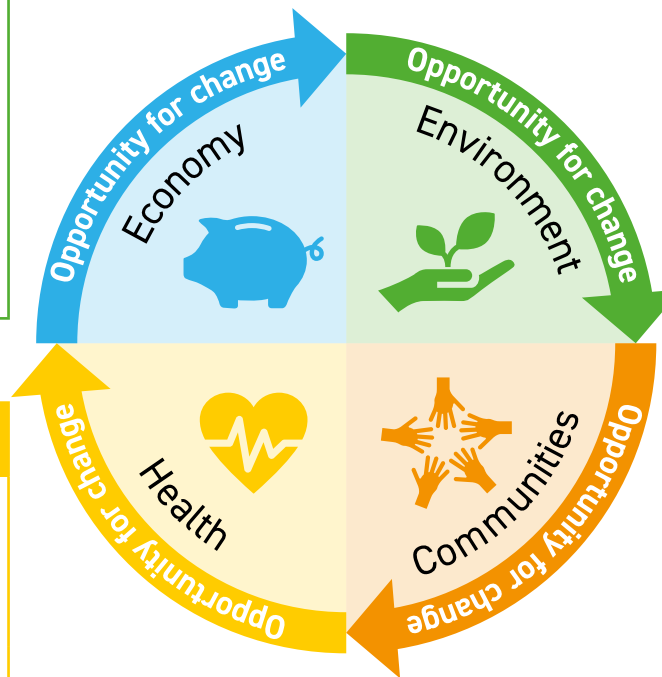 Opportunity for change
Economy
Opportunity for change
Environment
Opportunity for change
Communities
Opportunity for change
Health